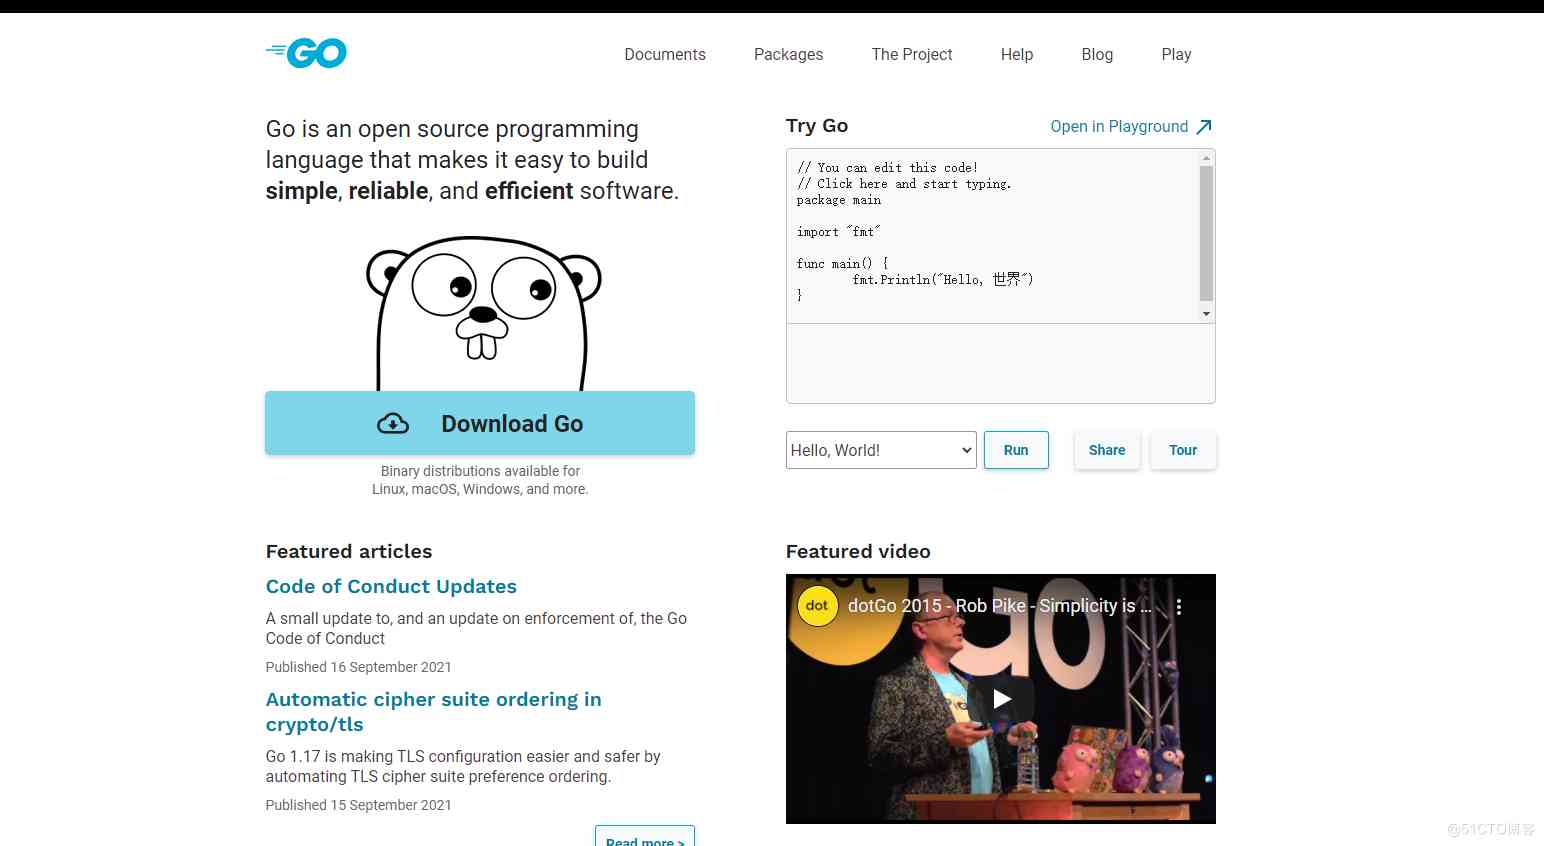 GO
Documents Packages The Project Help Blog Play
Go is an open source programming
language that makes it easy to build
simple, reliable, and efficient software.
Download Go
Binary distributions available for
Linux, macOS, Windows, and more.
Try Go
Open in Playground
// You can edit this code!
// Click here and start typing.
package main
import "fmt"
func main() {
fmt.Println("Hello, 世界")
}
Hello, World!
Run
Share
Tour
Featured articles
Code of Conduct Updates
A small update to, and an update on enforcement of, the Go
Code of Conduct
Published 16 September 2021
Automatic cipher suite ordering in
crypto/tls
Go 1.17 is making TLS configuration easier and safer by
automating TLS cipher suite preference ordering.
Published 15 September 2021
Read more >
Featured video
dot
dotGo 2015 - Rob Pike - Simplicity is ...
dot
GO
@51CTO博客